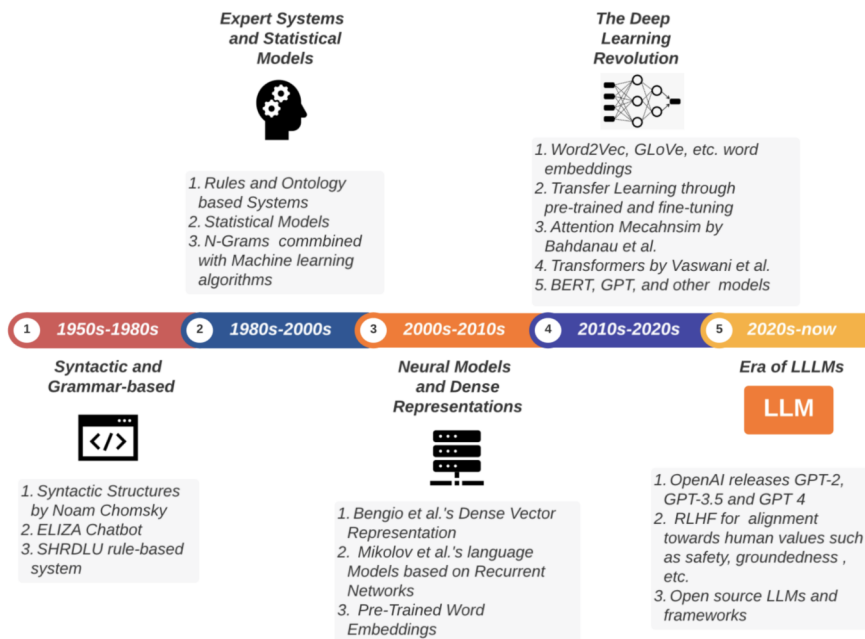 Expert Systems
and Statistical
Models
The Deep
Learning
Revolution
1. Rules and Ontology
based Systems
2. Statistical Models
3. N-Grams commbined
with Machine learning
algorithms
1. Word2Vec, GLoVe, etc. word
embeddings
2. Transfer Learning through
pre-trained and fine-tuning
3. Attention Mecahnsim by
Bahdanau et al.
4. Transformers by Vaswani et al.
5. BERT, GPT, and other models
1 1950s-1980s 2 1980s-2000s 3 2000s-2010s 4 2010s-2020s 5 2020s-now
Syntactic and
Grammar-based
</>
1. Syntactic Structures
by Noam Chomsky
2. ELIZA Chatbot
3. SHRDLU rule-based
system
Neural Models
and Dense
Representations
1. Bengio et al.'s Dense Vector
Representation
2. Mikolov et al.'s language
Models based on Recurrent
Networks
3. Pre-Trained Word
Embeddings
Era of LLLMs
LLM
1. OpenAI releases GPT-2,
GPT-3.5 and GPT 4
2. RLHF for alignment
towards human values such
as safety, groundedness ,
etc.
3. Open source LLMs and
frameworks